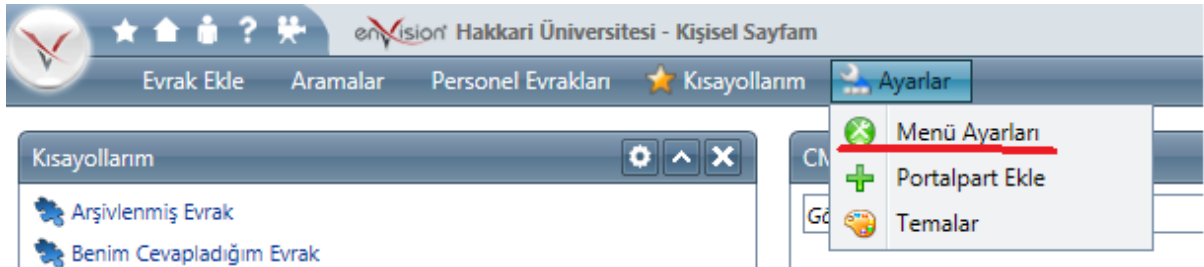 enVision Hakkari Üniversitesi - Kişisel Sayfam
Evrak Ekle Aramalar Personel Evrakları Kısayollarım Ayarlar
Menü Ayarları
Portalpart Ekle
Temalar
Kısayollarım
Arşivlenmiş Evrak
Benim Cevapladığım Evrak